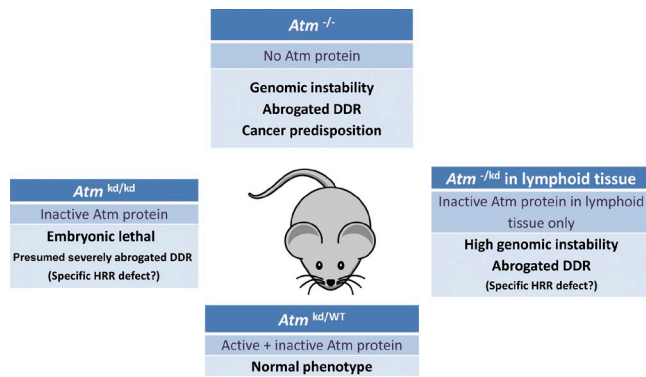 Atm -/-
No Atm protein
Genomic instability
Abrogated DDR
Cancer predisposition
Atm kd/kd
Inactive Atm protein
Embryonic lethal
Presumed severely abrogated DDR
(Specific HRR defect?)
Atm -/kd in lymphoid tissue
Inactive Atm protein in lymphoid
tissue only
High genomic instability
Abrogated DDR
(Specific HRR defect?)
Atm kd/WT
Active + inactive Atm protein
Normal phenotype